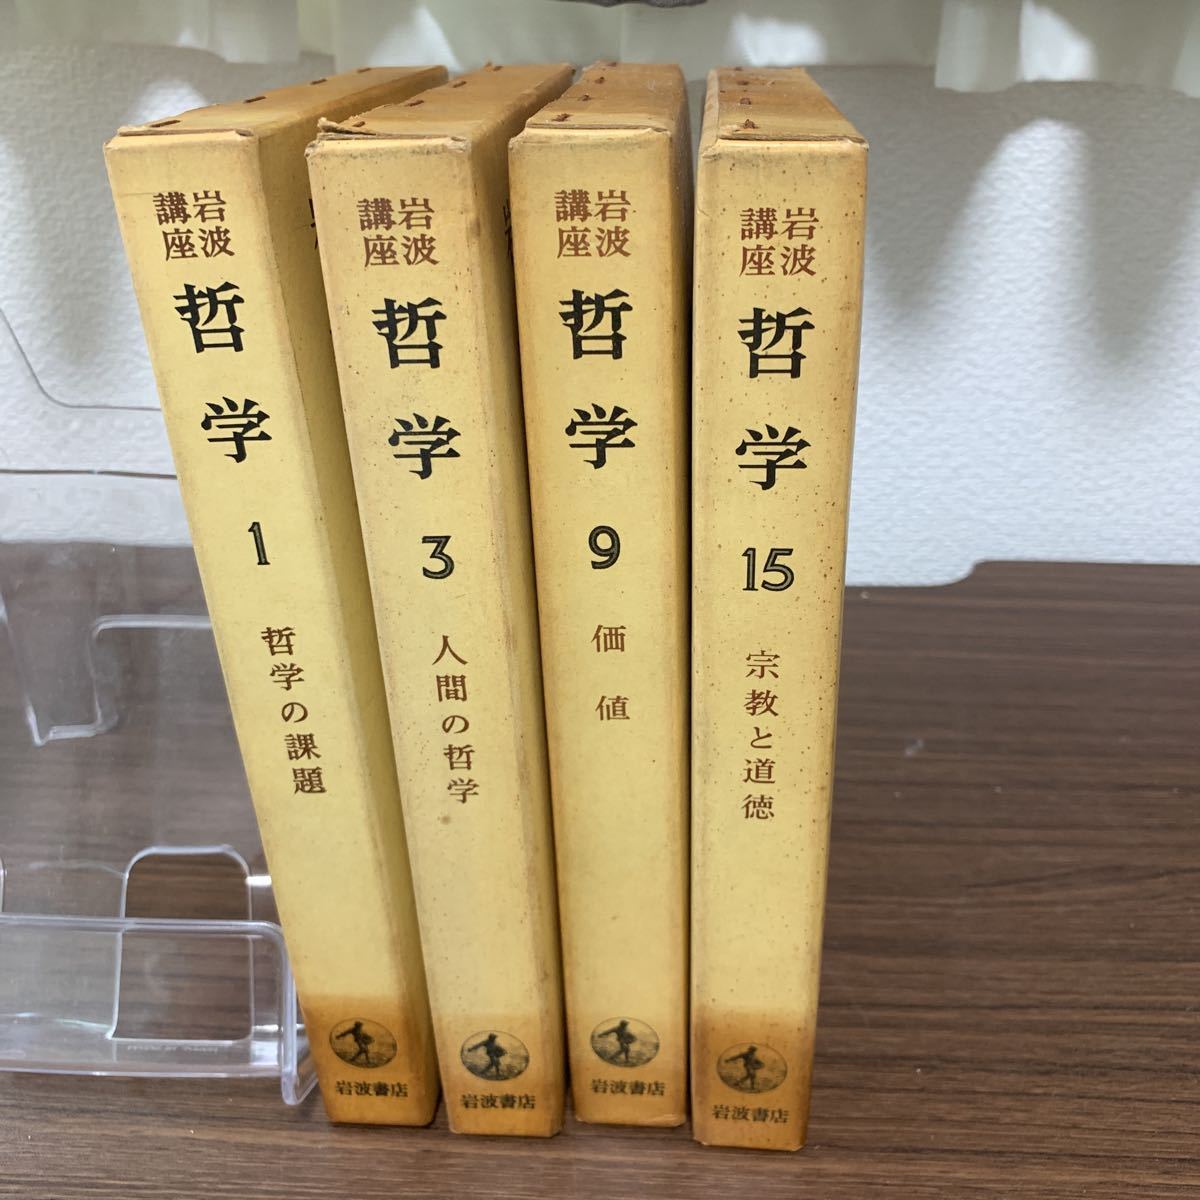 岩波
講座
哲学
1
哲学の課題
岩波書店
岩波
講座
哲学
3
人間の哲学
岩波書店
岩波
講座
哲学
9
価値
岩波書店
岩波
講座
哲学
15
宗教と道徳
岩波書店